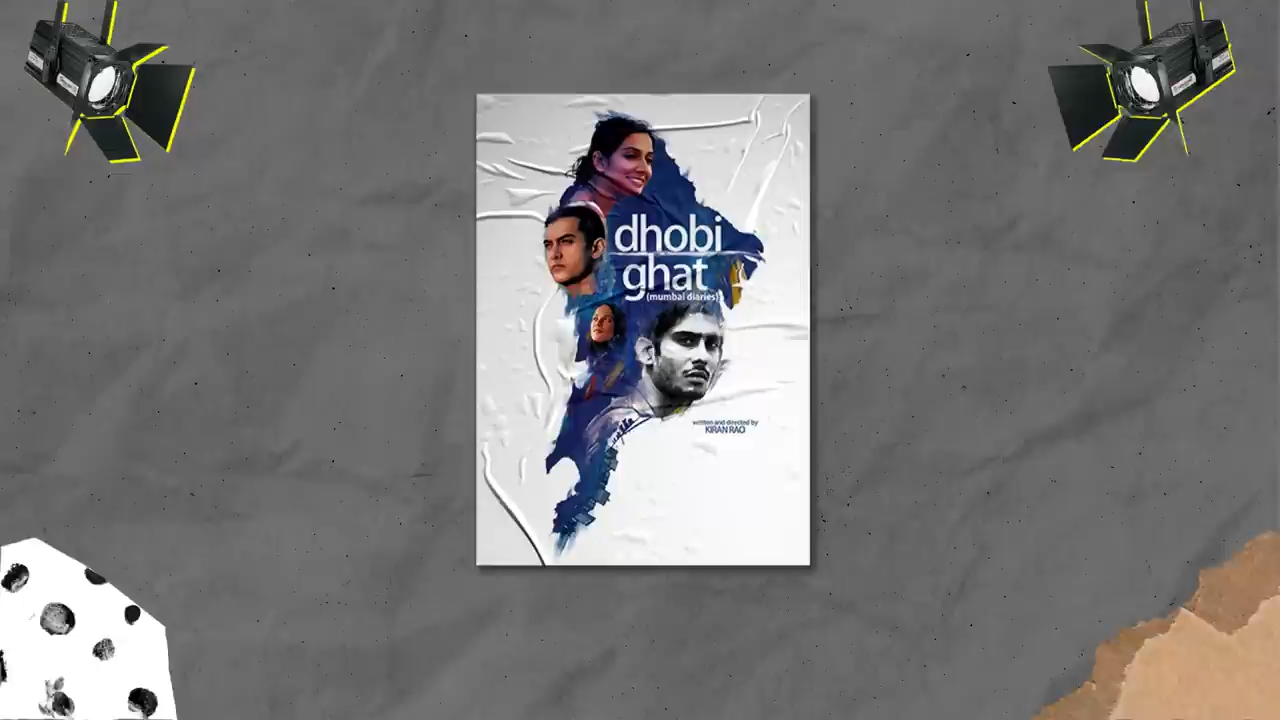 dhobi
ghat
(mumbai diaries)
written and directed by
KIRAN RAO